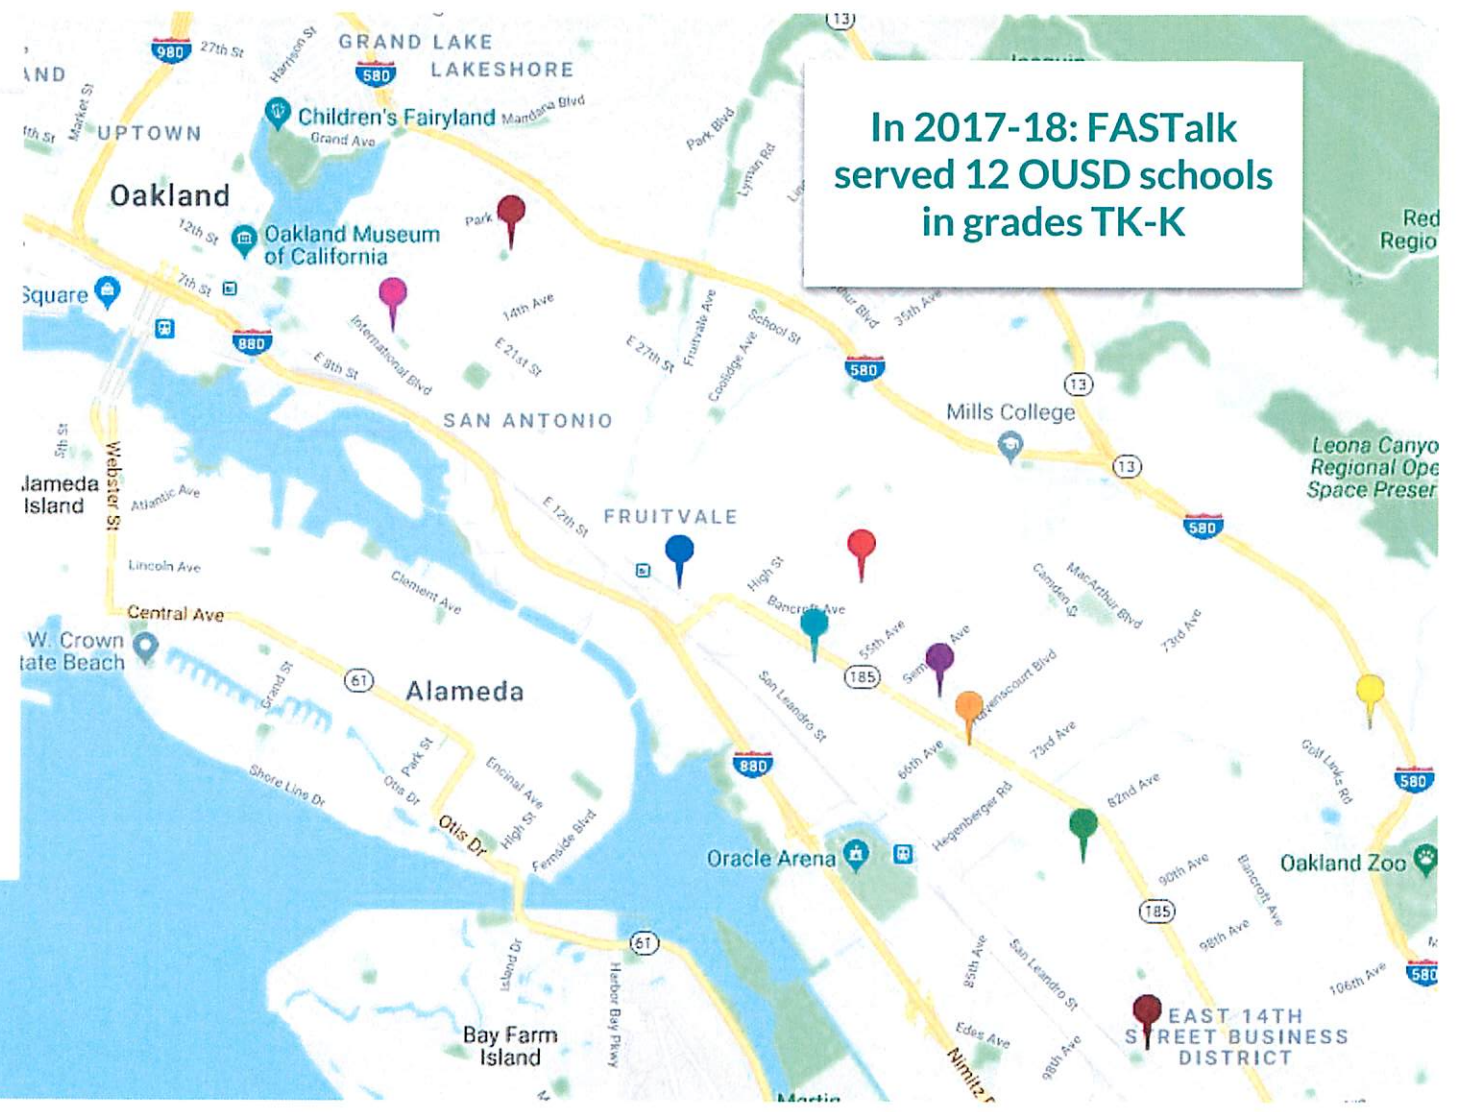 13
980
27th St
Harrison St
GRAND LAKE
580
LAKESHORE
AND
Market St
Children's Fairyland
Mandana Blvd
Grand Ave
UPTOWN
Park Blvd
Lyman Rd
In 2017-18: FASTalk
served 12 OUSD schools
in grades TK-K
Oakland
12th St
Park
Oakland Museum
of California
Red
Regio
7th St
Square
880
International Blvd
14th Ave
E 21st St
E 8th St
E 27th St
Fruitvale Ave
Coolidge Ave
School St
35th Ave
580
13
Mills College
SAN ANTONIO
13
Leona Canyo
Regional Ope
Space Preser
5th St
Webster St
lameda
Island
Atlantic Ave
E 12th St
FRUITVALE
580
Lincoln Ave
Clement Ave
High St
Bancroft Ave
Camden St
MacArthur Blvd
73rd Ave
Central Ave
W. Crown
tate Beach
Grand St
61
Alameda
55th Ave
185
Ave
San Leandro St
66th Ave
73rd Ave
82nd Ave
Golf Links Rd
580
Shore Line Dr
Park St
Otis Dr
Encinal Ave
High St
Fernside Blvd
Otis Dr
880
Hegenberger Rd
Oracle Arena
Oakland Zoo
90th Ave
Bancroft Ave
185
98th Ave
61
Island Dr
Harbor Bay Pkwy
85th Ave
San Leandro St
106th Ave
580
Bay Farm
Island
Edes Ave
98th Ave
Nimitz
EAST 14TH
STREET BUSINESS
DISTRICT